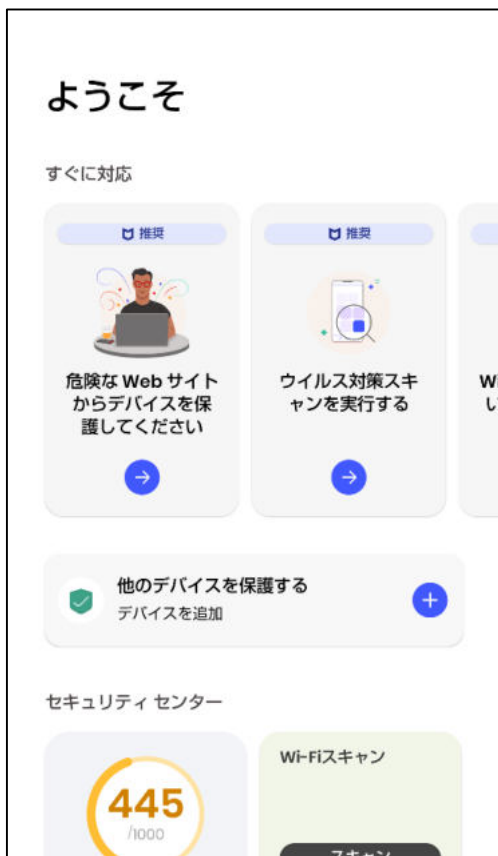 ようこそ
すぐに対応
推奨
危険な Web サイト
からデバイスを保
護してください
推奨
ウイルス対策スキ
ャンを実行する
他のデバイスを保護する
デバイスを追加
セキュリティ センター
445
/1000
Wi-Fiスキャン
スキャン